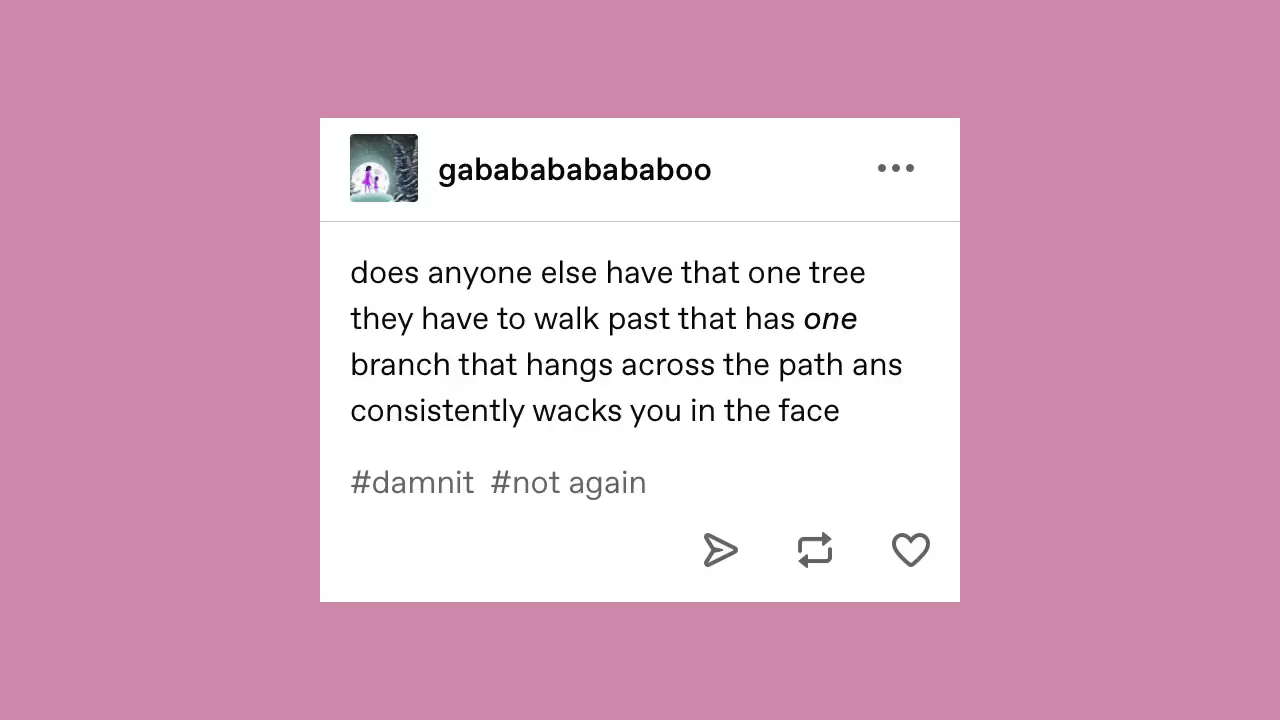 gababababababoo
does anyone else have that one tree
they have to walk past that has one
branch that hangs across the path ans
consistently wacks you in the face
#damnit #not again